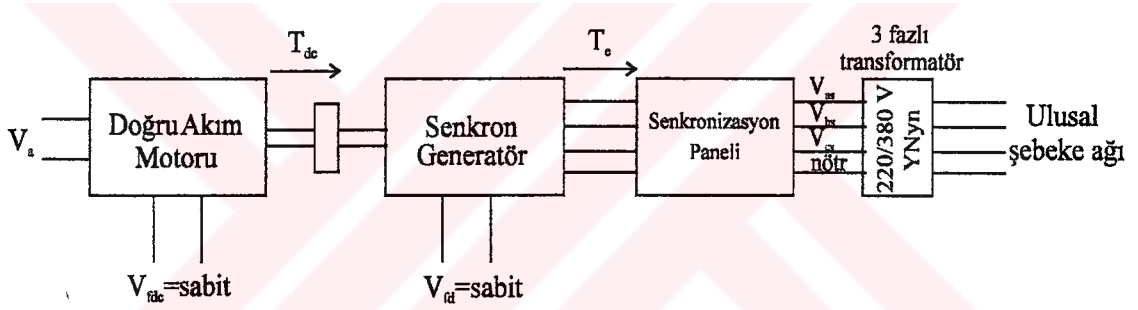 3 fazlı
transformatör
T_dc
T_e
V_a
Doğru Akım
Motoru
Senkron
Generatör
Senkronizasyon
Paneli
V_as
V_bs
V_cs
nötr
220/380 V
YNyn
Ulusal
şebeke ağı
V_fdc=sabit
V_fd=sabit